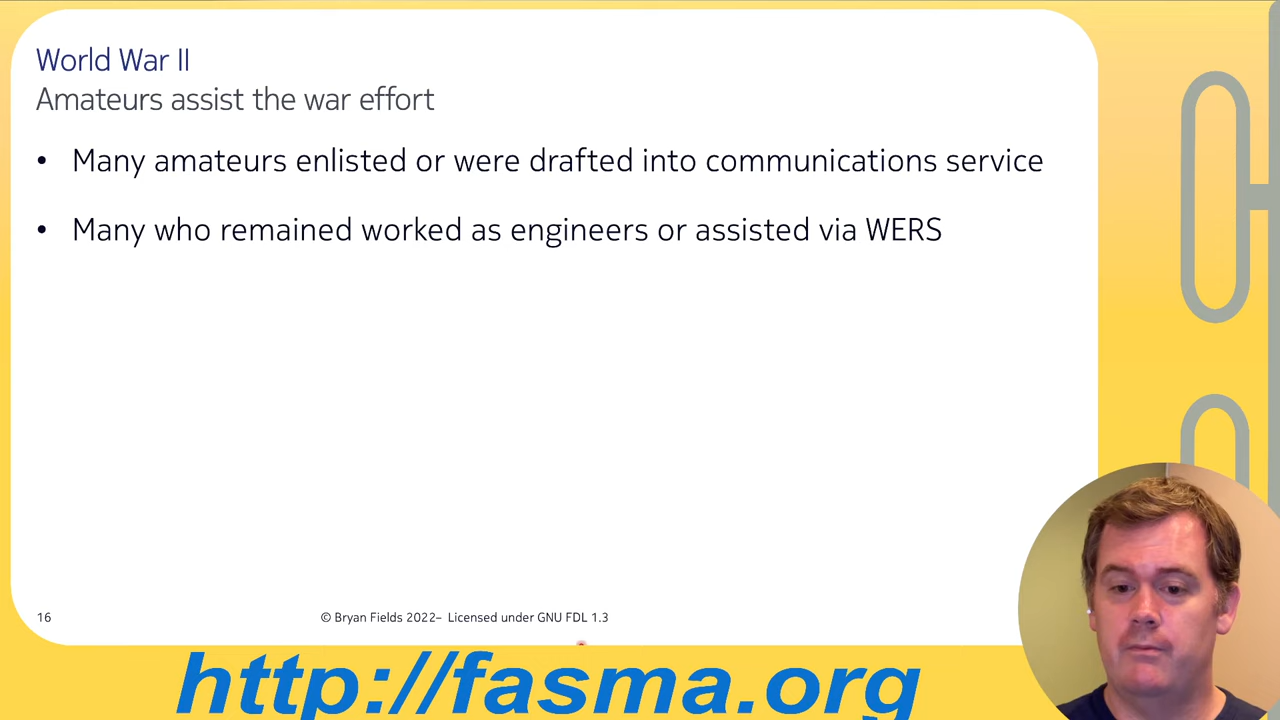 World War II
Amateurs assist the war effort
• Many amateurs enlisted or were drafted into communications service
• Many who remained worked as engineers or assisted via WERS
16
© Bryan Fields 2022– Licensed under GNU FDL 1.3
http://fasma.org